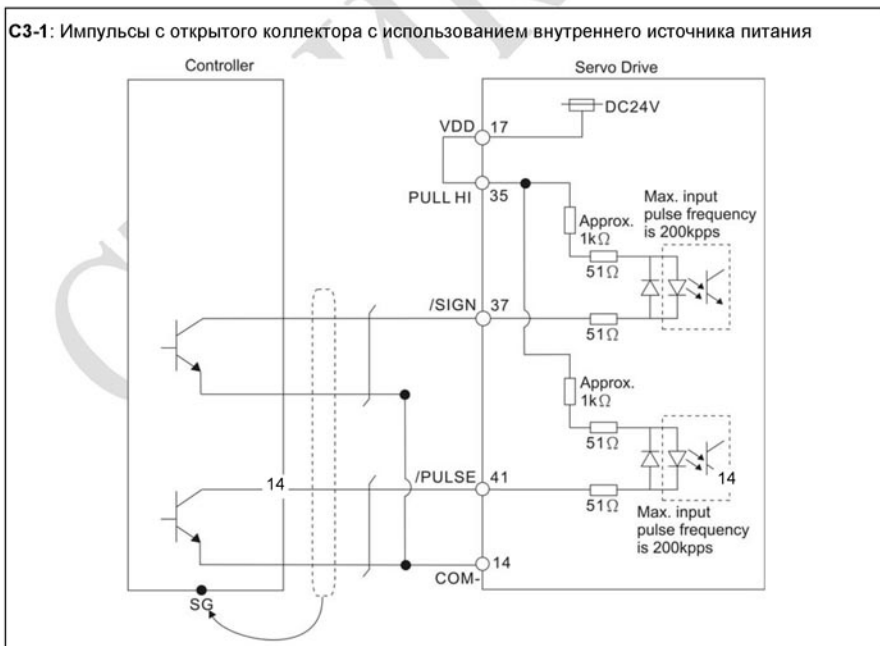 C3-1: Импульсы с открытого коллектора с использованием внутреннего источника питания
Controller
Servo Drive
DC24V
VDD 17
PULL HI 35
Max. input
pulse frequency
is 200kpps
Approx.
1kΩ
51Ω
/SIGN 37
51Ω
Approx.
1kΩ
51Ω
14
/PULSE 41
14
51Ω
Max. input
pulse frequency
is 200kpps
14
COM-
SG